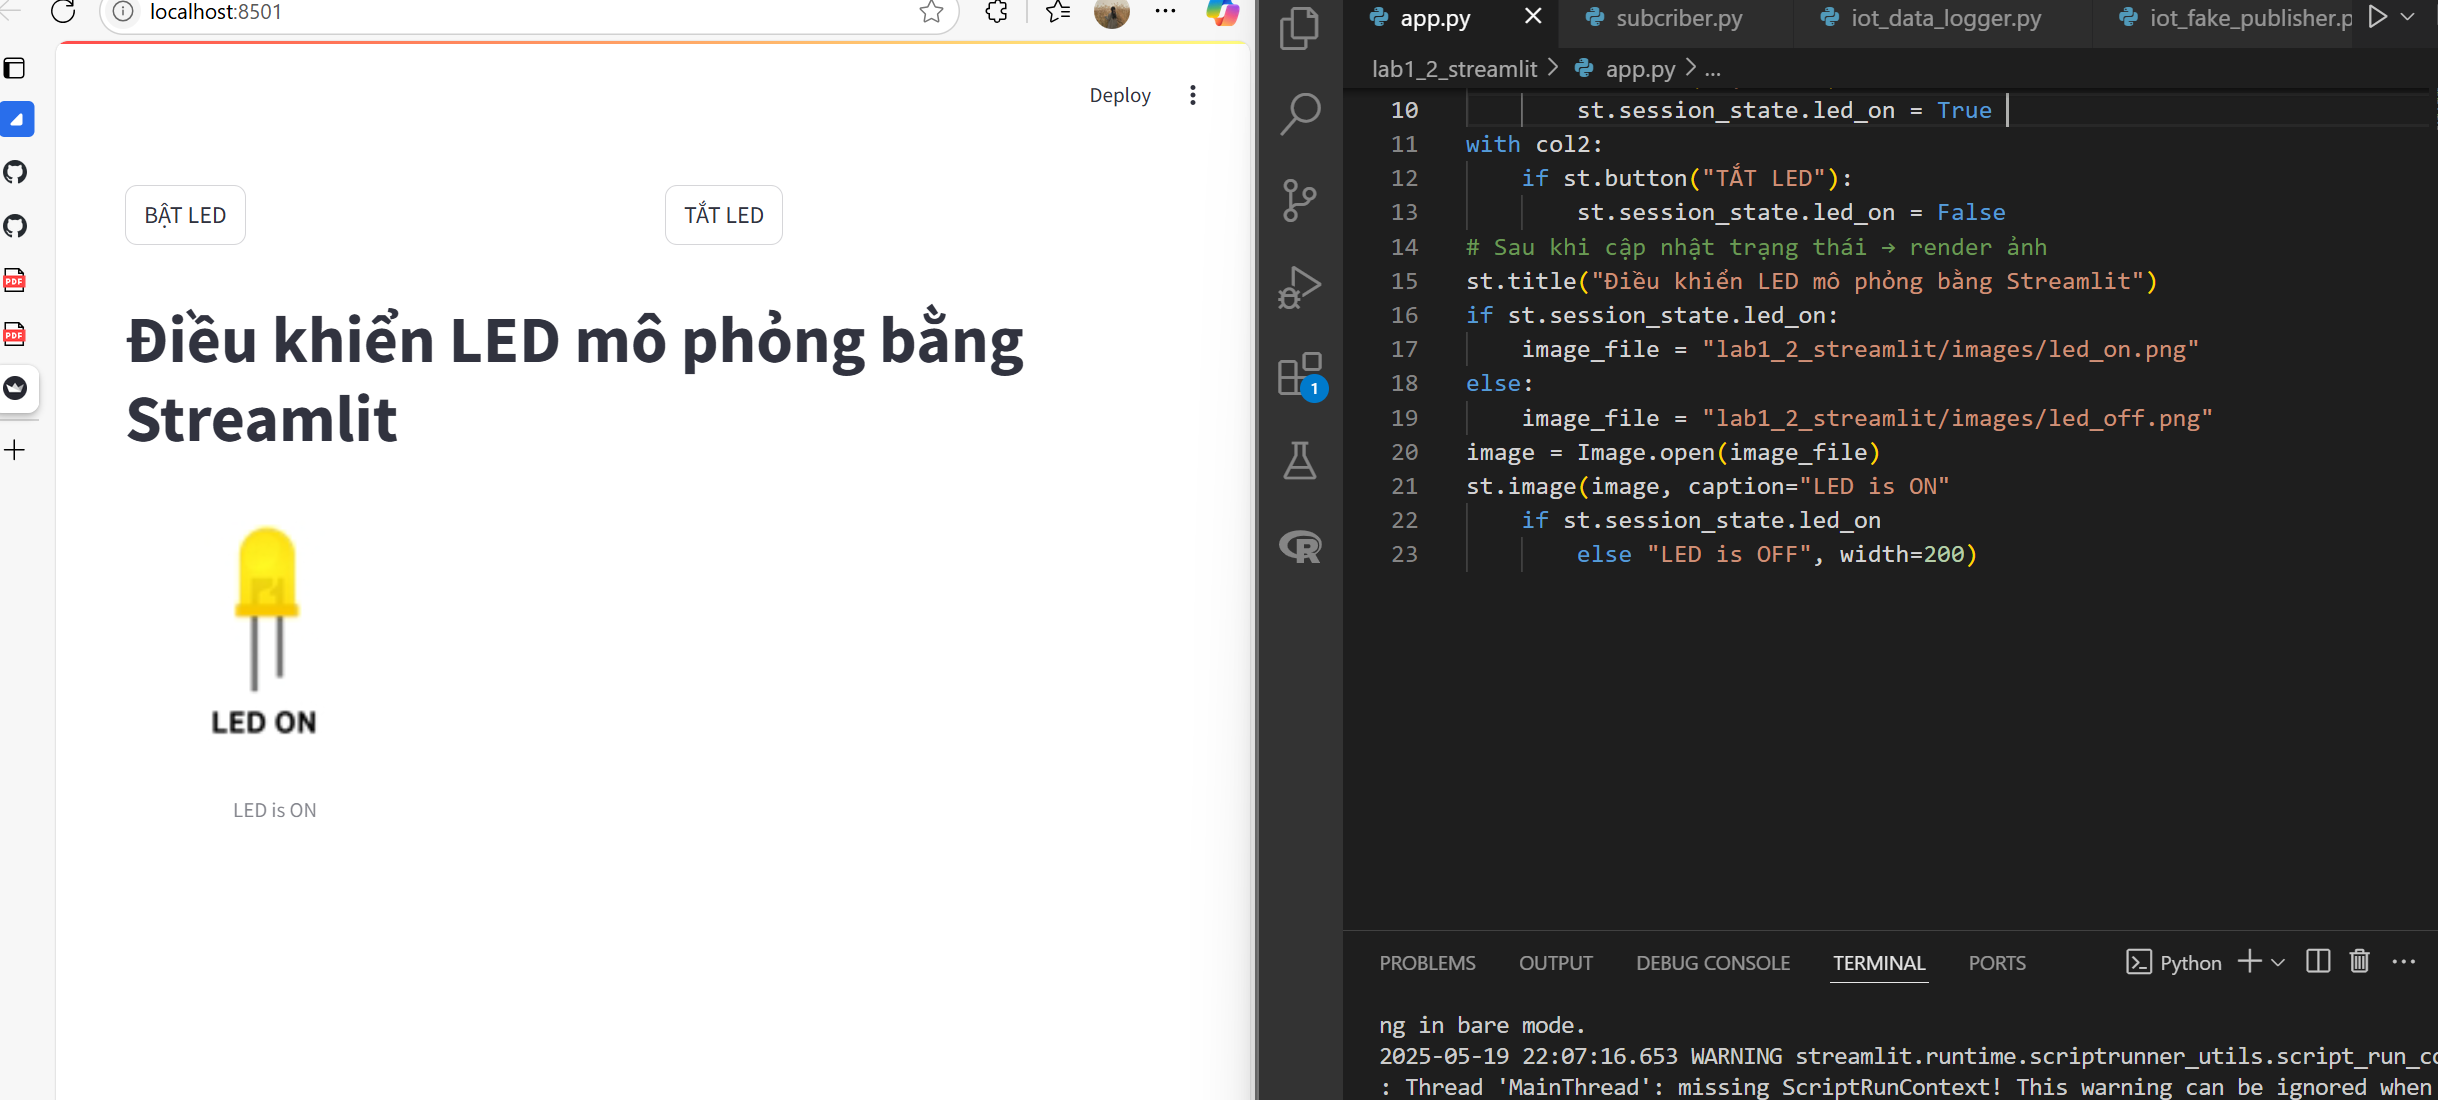 localhost:8501
Deploy
BẬT LED
TẮT LED
Điều khiển LED mô phỏng bằng
Streamlit
LED ON
LED is ON
app.py
subcriber.py
iot_data_logger.py
iot_fake_publisher.p
lab1_2_streamlit > app.py > ...
10 st.session_state.led_on = True
11 with col2:
12 if st.button("TẮT LED"):
13 st.session_state.led_on = False
14 # Sau khi cập nhật trạng thái → render ảnh
15 st.title("Điều khiển LED mô phỏng bằng Streamlit")
16 if st.session_state.led_on:
17 image_file = "lab1_2_streamlit/images/led_on.png"
18 else:
19 image_file = "lab1_2_streamlit/images/led_off.png"
20 image = Image.open(image_file)
21 st.image(image, caption="LED is ON"
22 if st.session_state.led_on
23 else "LED is OFF", width=200)
1
R
PDF
PDF
PROBLEMS OUTPUT DEBUG CONSOLE TERMINAL PORTS Python
ng in bare mode.
2025-05-19 22:07:16.653 WARNING streamlit.runtime.scriptrunner_utils.script_run_c
: Thread 'MainThread': missing ScriptRunContext! This warning can be ignored when